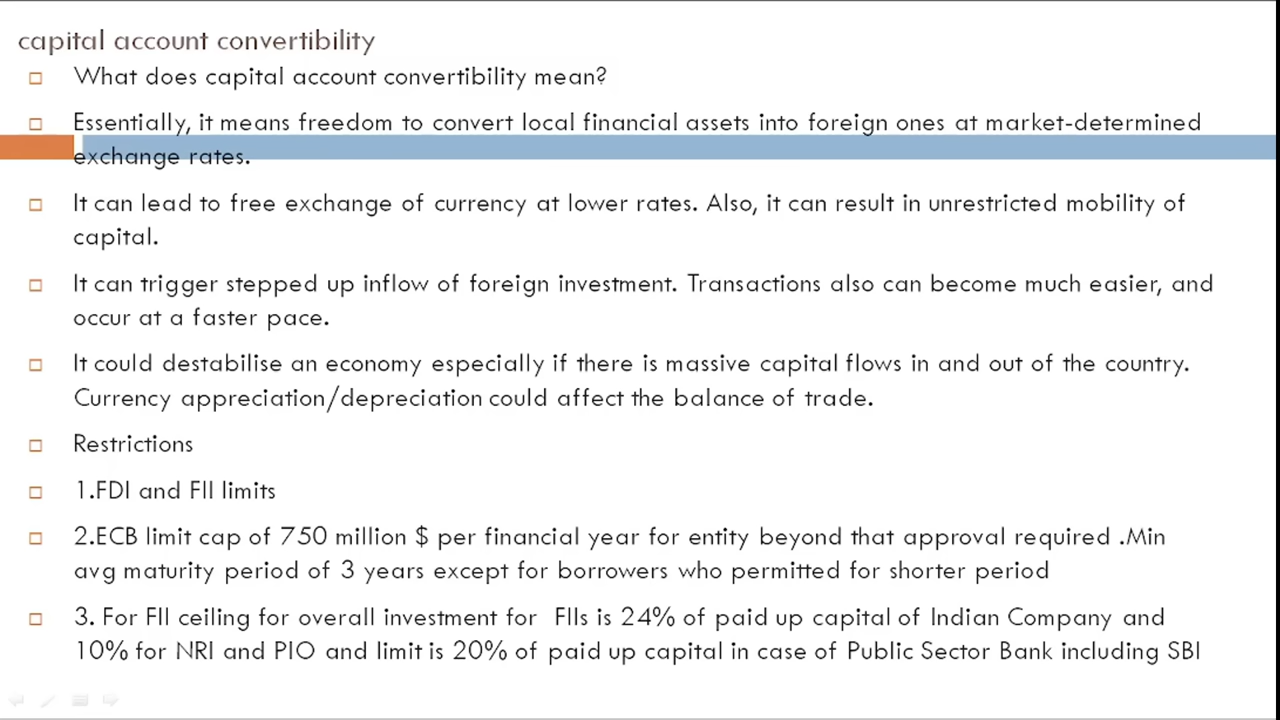 capital account convertibility
What does capital account convertibility mean?
Essentially, it means freedom to convert local financial assets into foreign ones at market-determined
exchange rates.
It can lead to free exchange of currency at lower rates. Also, it can result in unrestricted mobility of
capital.
It can trigger stepped up inflow of foreign investment. Transactions also can become much easier, and
occur at a faster pace.
It could destabilise an economy especially if there is massive capital flows in and out of the country.
Currency appreciation/depreciation could affect the balance of trade.
Restrictions
1.FDI and FII limits
2.ECB limit cap of 750 million $ per financial year for entity beyond that approval required .Min
avg maturity period of 3 years except for borrowers who permitted for shorter period
3. For FII ceiling for overall investment for FIIs is 24% of paid up capital of Indian Company and
10% for NRI and PIO and limit is 20% of paid up capital in case of Public Sector Bank including SBI